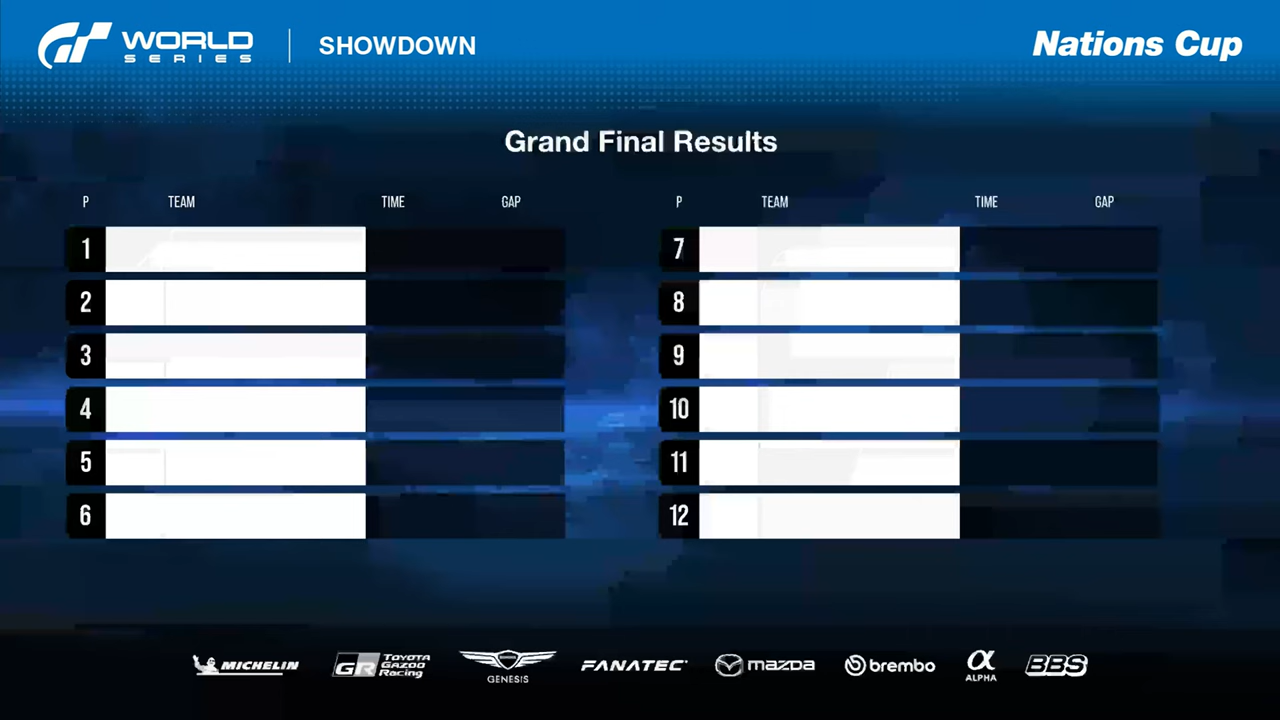 GT WORLD SERIES | SHOWDOWN
Nations Cup
Grand Final Results
P TEAM TIME GAP
P TEAM TIME GAP
1
2
3
4
5
6
7
8
9
10
11
12
MICHELIN
GR TOYOTA GAZOO Racing
GENESIS
FANATEC
mazda
brembo
α ALPHA
BBS